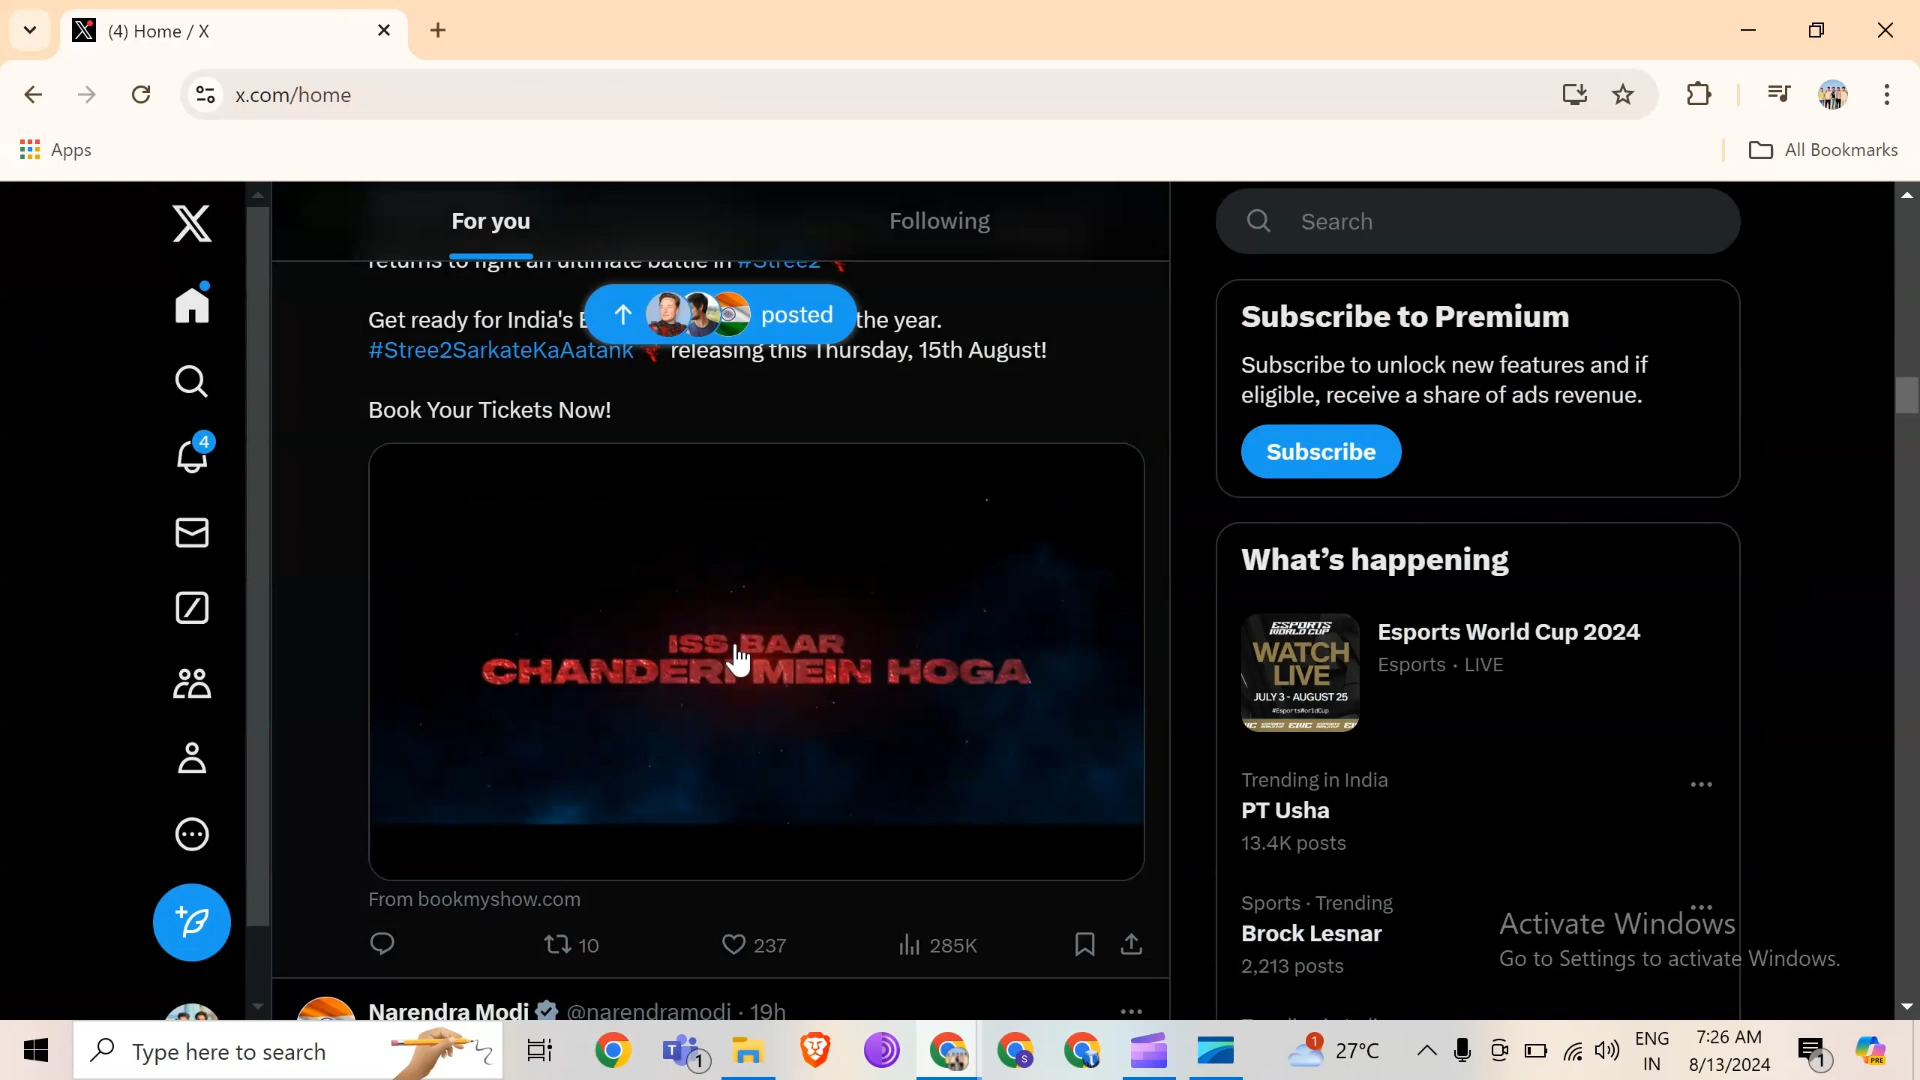 (4) Home / X
x.com/home
Apps
All Bookmarks
For you
Following
Search
returns to fight an ultimate battle in #Stree2
posted
Get ready for India's
the year.
#Stree2SarkateKaAatank releasing this Thursday, 15th August!
Book Your Tickets Now!
ISS BAAR
CHANDERI MEIN HOGA
From bookmyshow.com
10
237
285K
Narendra Modi @narendramodi · 19h
4
Subscribe to Premium
Subscribe to unlock new features and if
eligible, receive a share of ads revenue.
Subscribe
What's happening
ESPORTS
WORLD CUP
WATCH
LIVE
JULY 3 - AUGUST 25
#EsportsWorldCup
Esports World Cup 2024
Esports · LIVE
Trending in India
PT Usha
13.4K posts
Sports · Trending
Brock Lesnar
2,213 posts
Activate Windows
Go to Settings to activate Windows.
Type here to search
1
S
1
27°C
ENG
IN
7:26 AM
8/13/2024
1
PRE